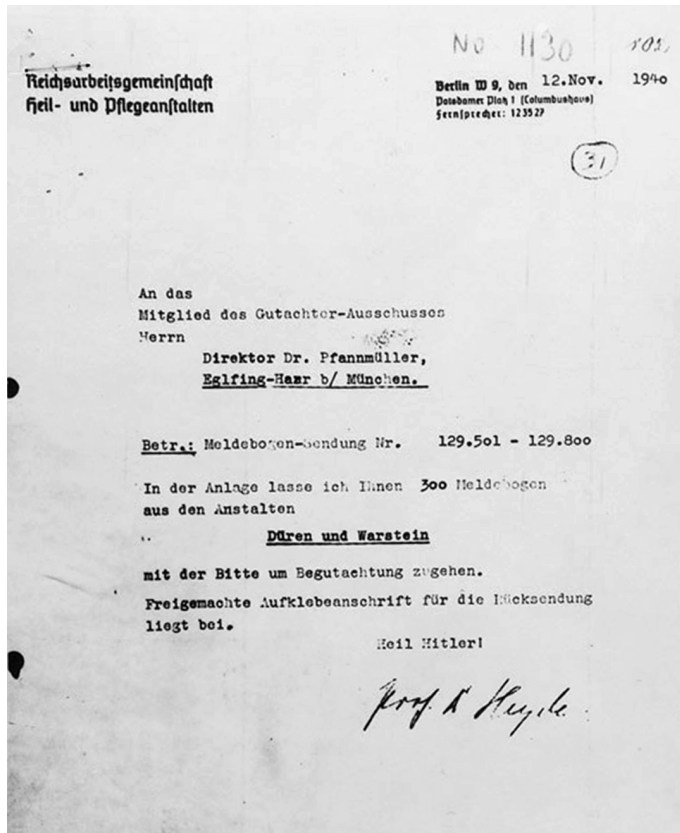 No 1130
Reichsarbeitsgemeinschaft
Heil- und Pflegeanstalten
Berlin W 9, den 12.Nov. 1940
Potsdamer Platz 1 (Columbushaus)
Fernsprecher: 123527
31
An das
Mitglied des Gutachter-Ausschusses
Herrn
Direktor Dr. Pfannmüller,
Eglfing-Haar b/ München.
Betr.: Meldebogen-Sendung Nr. 129.501 - 129.800
In der Anlage lasse ich Ihnen 300 Meldebogen
aus den Anstalten
Düren und Warstein
mit der Bitte um Begutachtung zugehen.
Freigemachte Aufklebeanschrift für die Rücksendung
liegt bei.
Heil Hitler!
Prof. Heyde